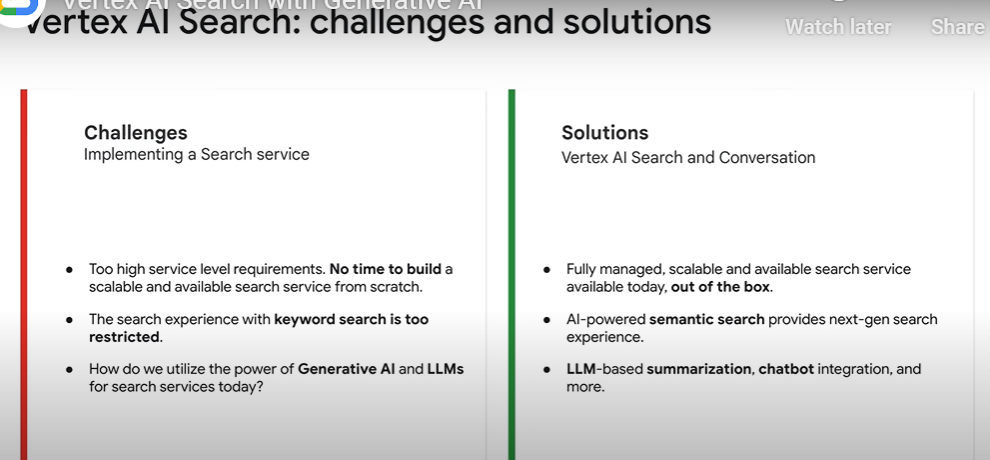 Vertex AI Search with Generative AI
Vertex AI Search: challenges and solutions
Watch later
Share
Challenges
Implementing a Search service
● Too high service level requirements. No time to build a
scalable and available search service from scratch.
● The search experience with keyword search is too
restricted.
● How do we utilize the power of Generative AI and LLMs
for search services today?
Solutions
Vertex AI Search and Conversation
● Fully managed, scalable and available search service
available today, out of the box.
● AI-powered semantic search provides next-gen search
experience.
● LLM-based summarization, chatbot integration, and
more.